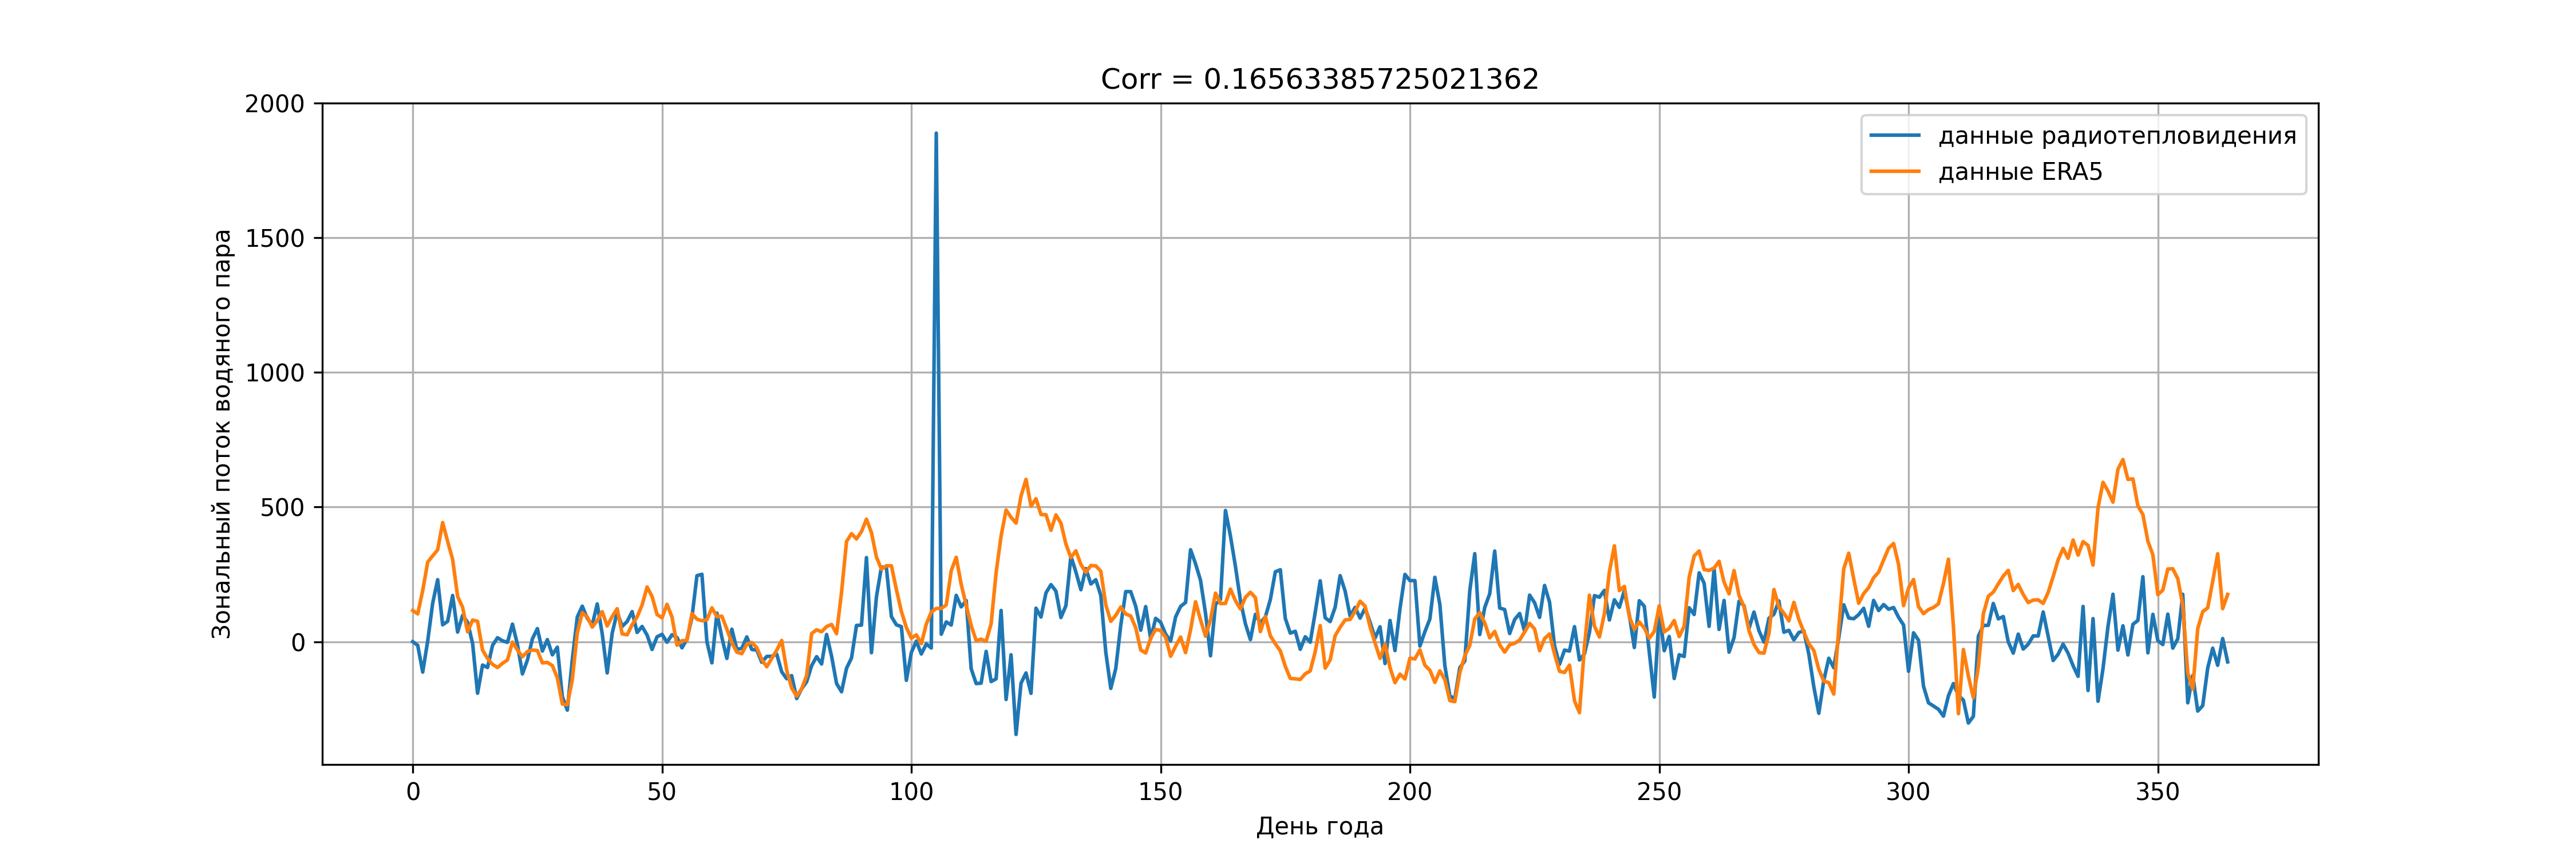 Corr = 0.16563385725021362
2000
1500
1000
500
0
Зональный поток водяного пара
данные радиотепловидения
данные ERA5
0 50 100 150 200 250 300 350
День года